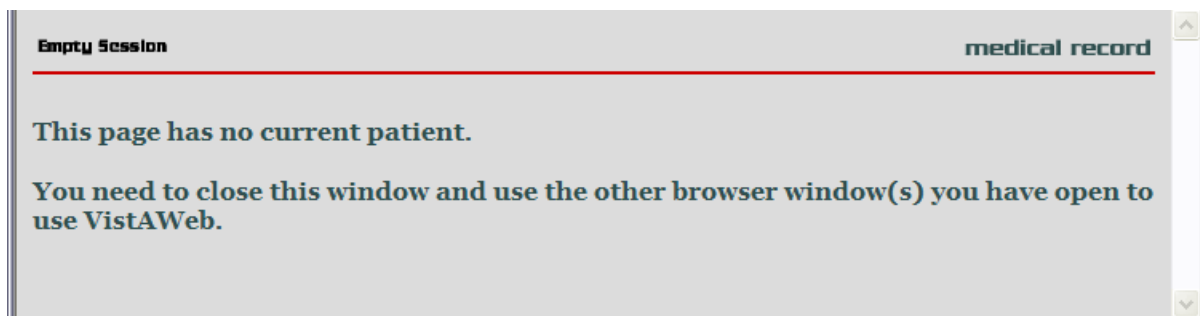 Empty Session
medical record
This page has no current patient.
You need to close this window and use the other browser window(s) you have open to
use VistAWeb.